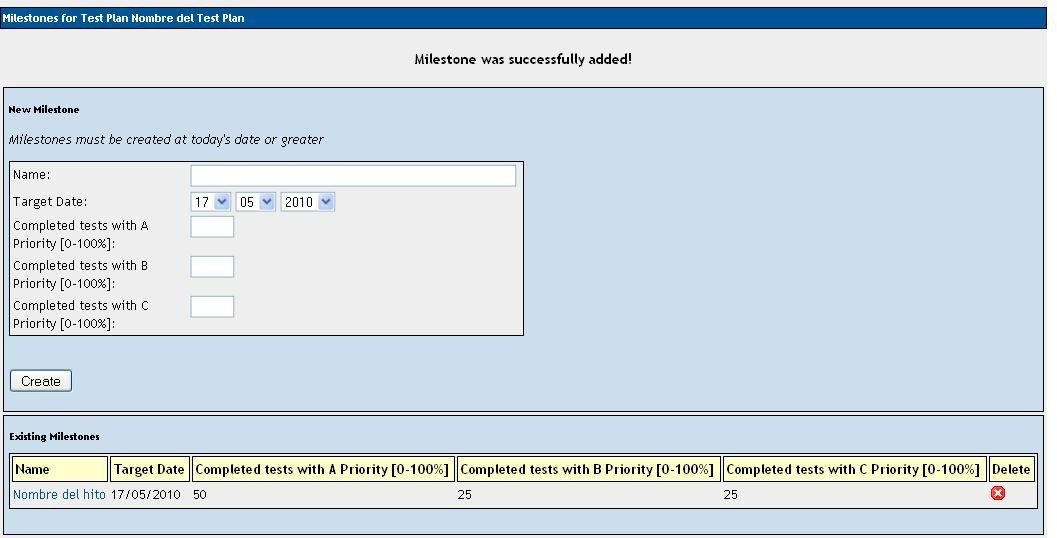 Milestones for Test Plan Nombre del Test Plan
Milestone was successfully added!
New Milestone
Milestones must be created at today's date or greater
Name:
Target Date: 17 05 2010
Completed tests with A
Priority [0-100%]:
Completed tests with B
Priority [0-100%]:
Completed tests with C
Priority [0-100%]:
Create
Existing Milestones
Name Target Date Completed tests with A Priority [0-100%] Completed tests with B Priority [0-100%] Completed tests with C Priority [0-100%] Delete
Nombre del hito 17/05/2010 50 25 25